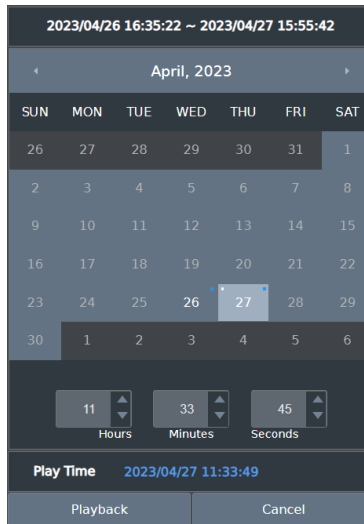 2023/04/26 16:35:22 ~ 2023/04/27 15:55:42
April, 2023
SUN MON TUE WED THU FRI SAT
26 27 28 29 30 31 1
2 3 4 5 6 7 8
9 10 11 12 13 14 15
16 17 18 19 20 21 22
23 24 25 26 27 28 29
30 1 2 3 4 5 6
11 33 45
Hours Minutes Seconds
Play Time 2023/04/27 11:33:49
Playback Cancel